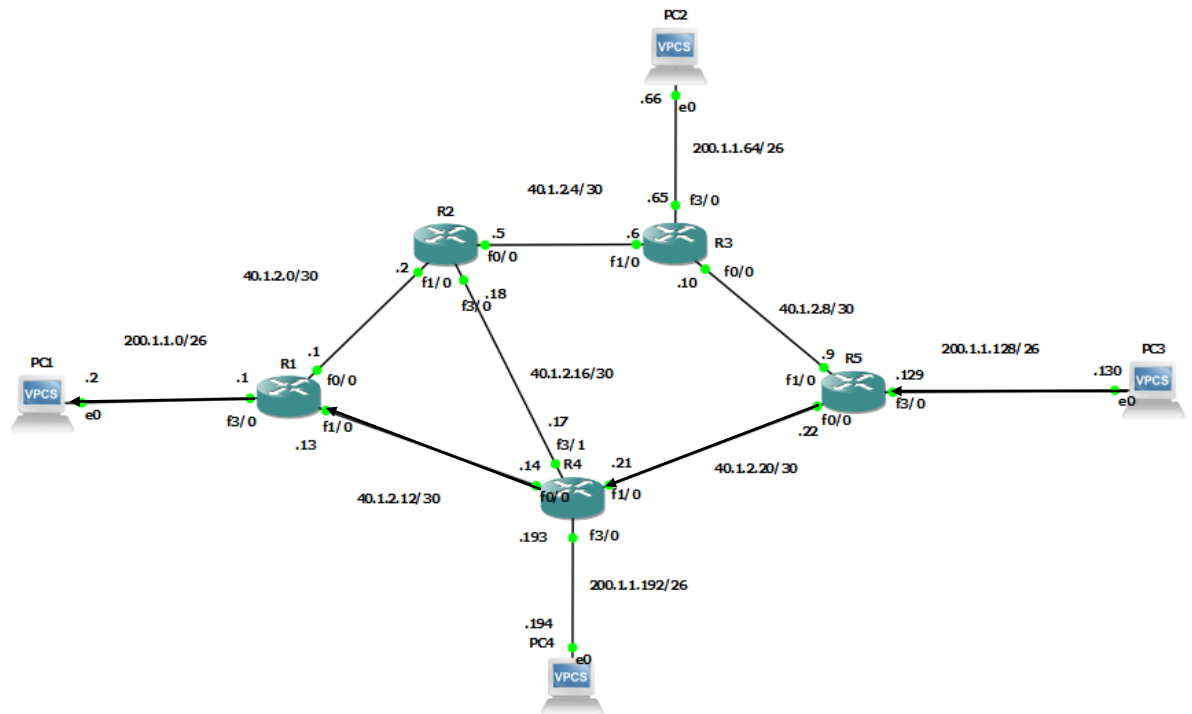 PC2
VPCS
.66
e0
200.1.1.64/26
40.1.2.4/30
.65
f3/0
R2
.5
.6
R3
f0/0
f1/0
f0/0
.10
40.1.2.0/30
.2
f1/0
.18
f3/0
40.1.2.8/30
200.1.1.0/26
.1
R1
f0/0
40.1.2.16/30
.9
R5
200.1.1.128/26
PC1
.2
VPCS
e0
.1
f3/0
f1/0
.13
f1/0
.129
f3/0
f0/0
.22
.130
PC3
VPCS
e0
.17
f3/1
R4
.14
f0/0
.21
f1/0
40.1.2.20/30
40.1.2.12/30
.193
f3/0
200.1.1.192/26
.194
PC4
e0
VPCS